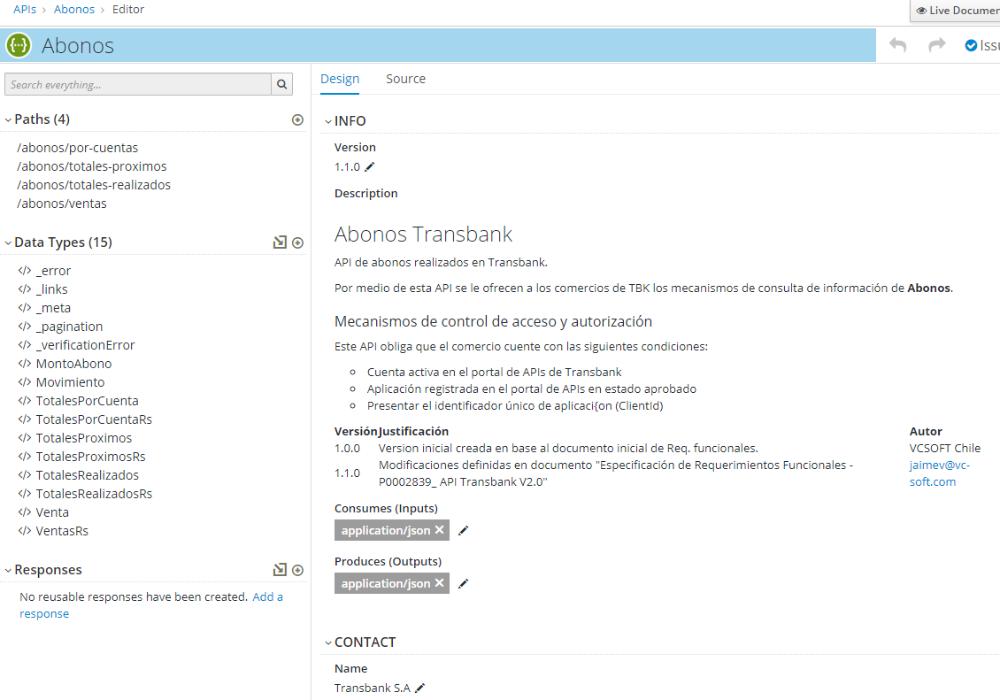 APIs › Abonos › Editor
Live Documen
Abonos
Issu
Search everything...
Design Source
Paths (4)
/abonos/por-cuentas
/abonos/totales-proximos
/abonos/totales-realizados
/abonos/ventas
Data Types (15)
</> _error
</> _links
</> _meta
</> _pagination
</> _verificationError
</> MontoAbono
</> Movimiento
</> TotalesPorCuenta
</> TotalesPorCuentaRs
</> TotalesProximos
</> TotalesProximosRs
</> TotalesRealizados
</> TotalesRealizadosRs
</> Venta
</> VentasRs
Responses
No reusable responses have been created. Add a
response
INFO
Version
1.1.0
Description
Abonos Transbank
API de abonos realizados en Transbank.
Por medio de esta API se le ofrecen a los comercios de TBK los mecanismos de consulta de información de Abonos.
Mecanismos de control de acceso y autorización
Este API obliga que el comercio cuente con las siguientes condiciones:
Cuenta activa en el portal de APIs de Transbank
Aplicación registrada en el portal de APIs en estado aprobado
Presentar el identificador único de aplicaci{on (ClientId)
Versión Justificación Autor
1.0.0 Version inicial creada en base al documento inicial de Req. funcionales. VCSOFT Chile
1.1.0 Modificaciones definidas en documento "Especificación de Requerimientos Funcionales - jaimev@vc-
P0002839_ API Transbank V2.0" soft.com
Consumes (Inputs)
application/json ✕
Produces (Outputs)
application/json ✕
CONTACT
Name
Transbank S.A